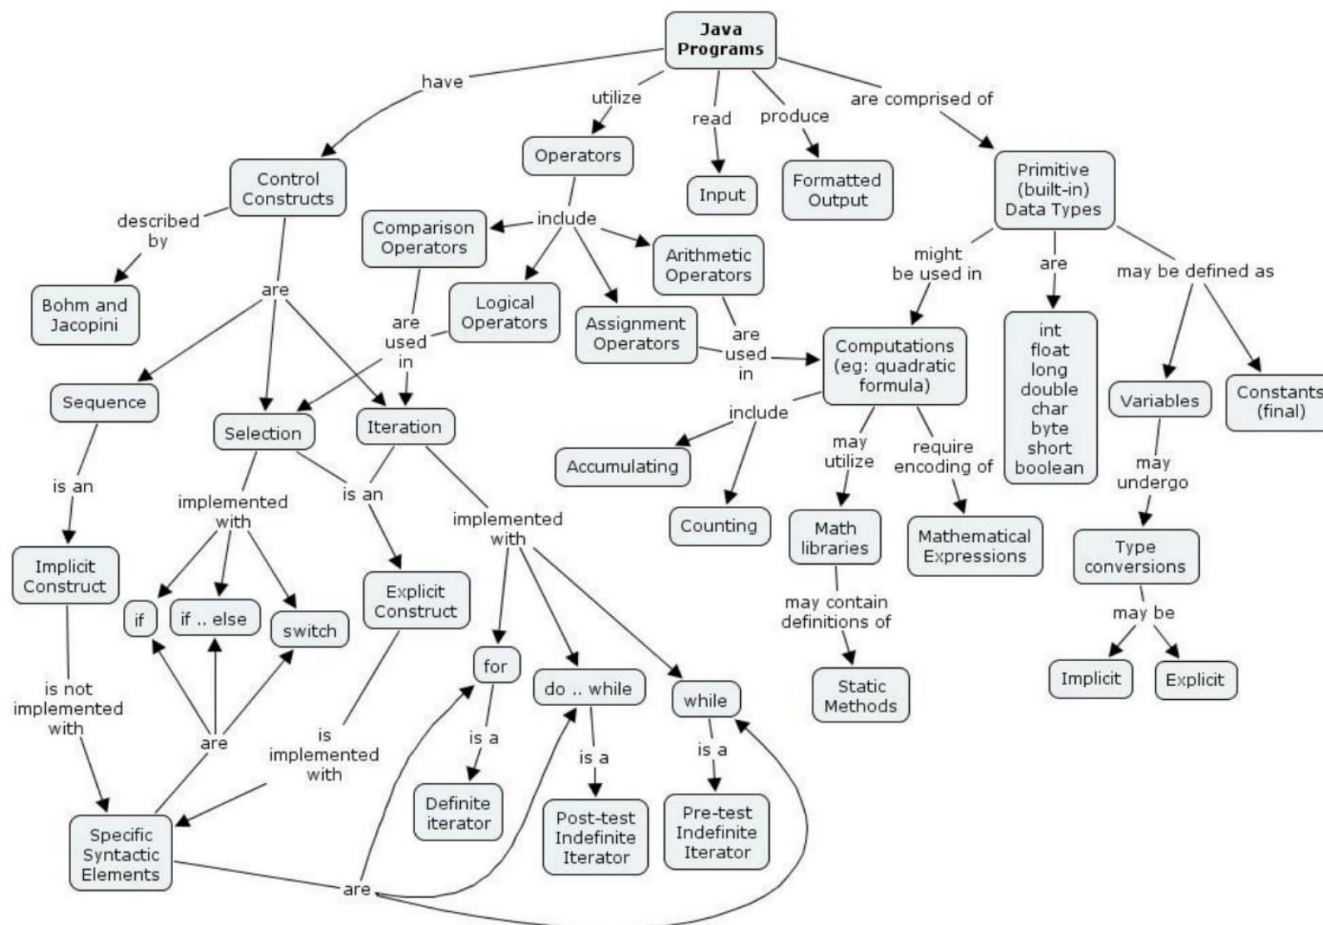 Java
Programs
have
utilize
read
produce
are comprised of
Operators
Input
Formatted
Output
Primitive
(built-in)
Data Types
Control
Constructs
described
by
Bohm and
Jacopini
are
Comparison
Operators
include
Arithmetic
Operators
Logical
Operators
Assignment
Operators
are
used
in
are
used
in
might
be used in
are
may be defined as
Computations
(eg: quadratic
formula)
int
float
long
double
char
byte
short
boolean
Variables
Constants
(final)
Sequence
Selection
Iteration
include
Accumulating
Counting
may
utilize
require
encoding of
may
undergo
is an
implemented
with
is an
implemented
with
Math
libraries
Mathematical
Expressions
Type
conversions
Implicit
Construct
if
if .. else
switch
Explicit
Construct
may contain
definitions of
may be
for
do .. while
while
Static
Methods
Implicit
Explicit
is not
implemented
with
are
is
implemented
with
is a
is a
is a
Definite
iterator
Post-test
Indefinite
Iterator
Pre-test
Indefinite
Iterator
Specific
Syntactic
Elements
are